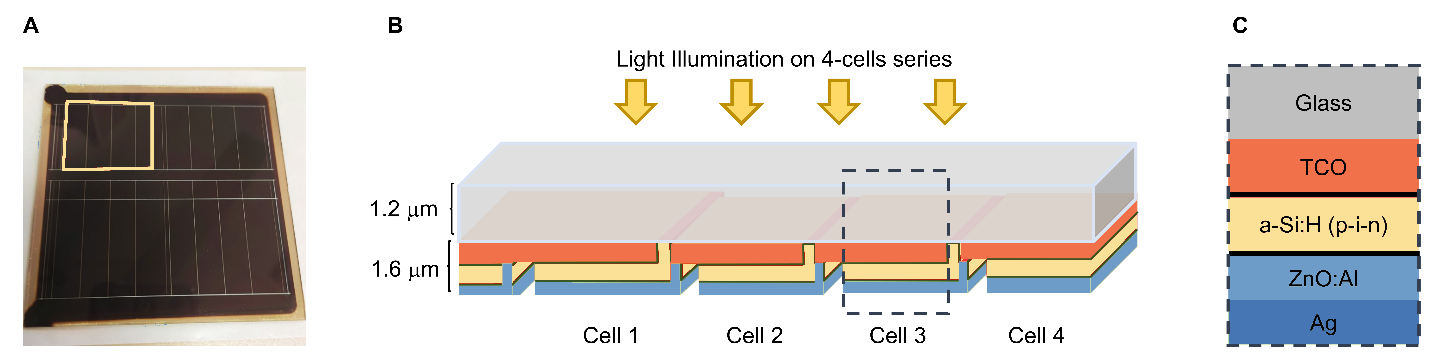 A
B
C
Light Illumination on 4-cells series
1.2 μm
1.6 μm
Cell 1
Cell 2
Cell 3
Cell 4
Glass
TCO
a-Si:H (p-i-n)
ZnO:Al
Ag